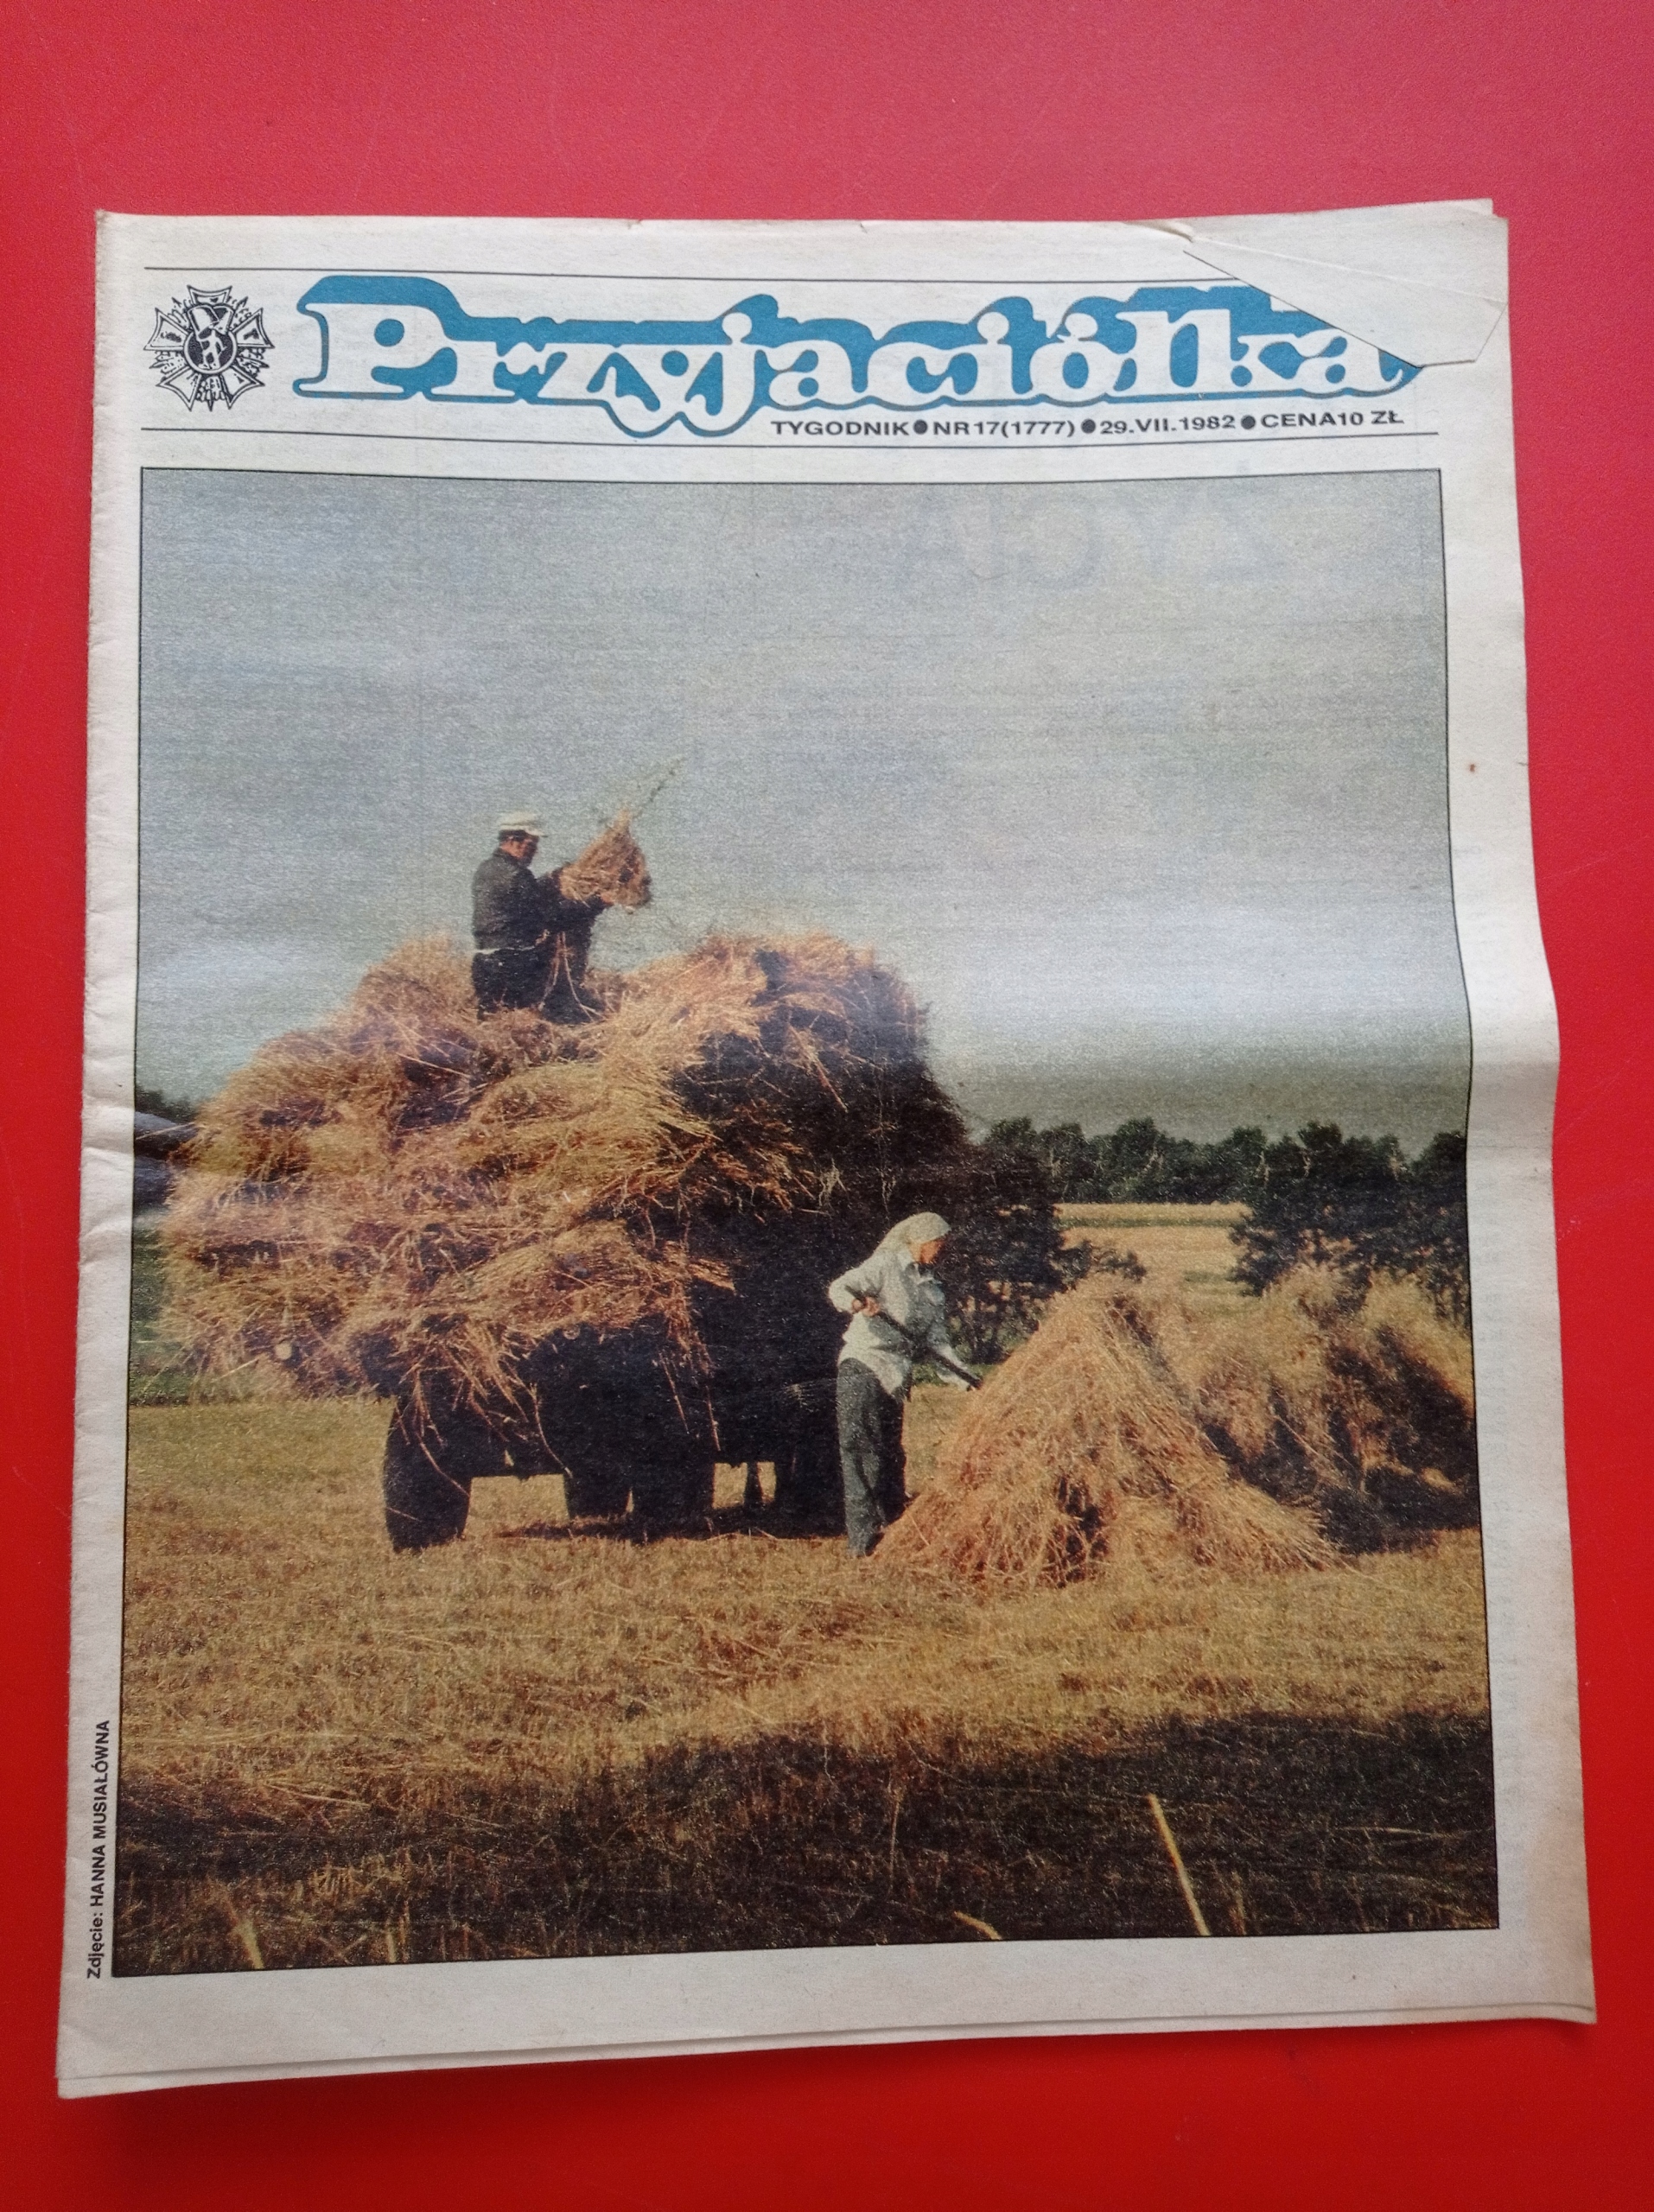 Przyjaciółka
TYGODNIK ● NR 17 (1777) ● 29.VII.1982 ● CENA 10 ZŁ
Zdjęcie: HANNA MUSIAŁÓWNA